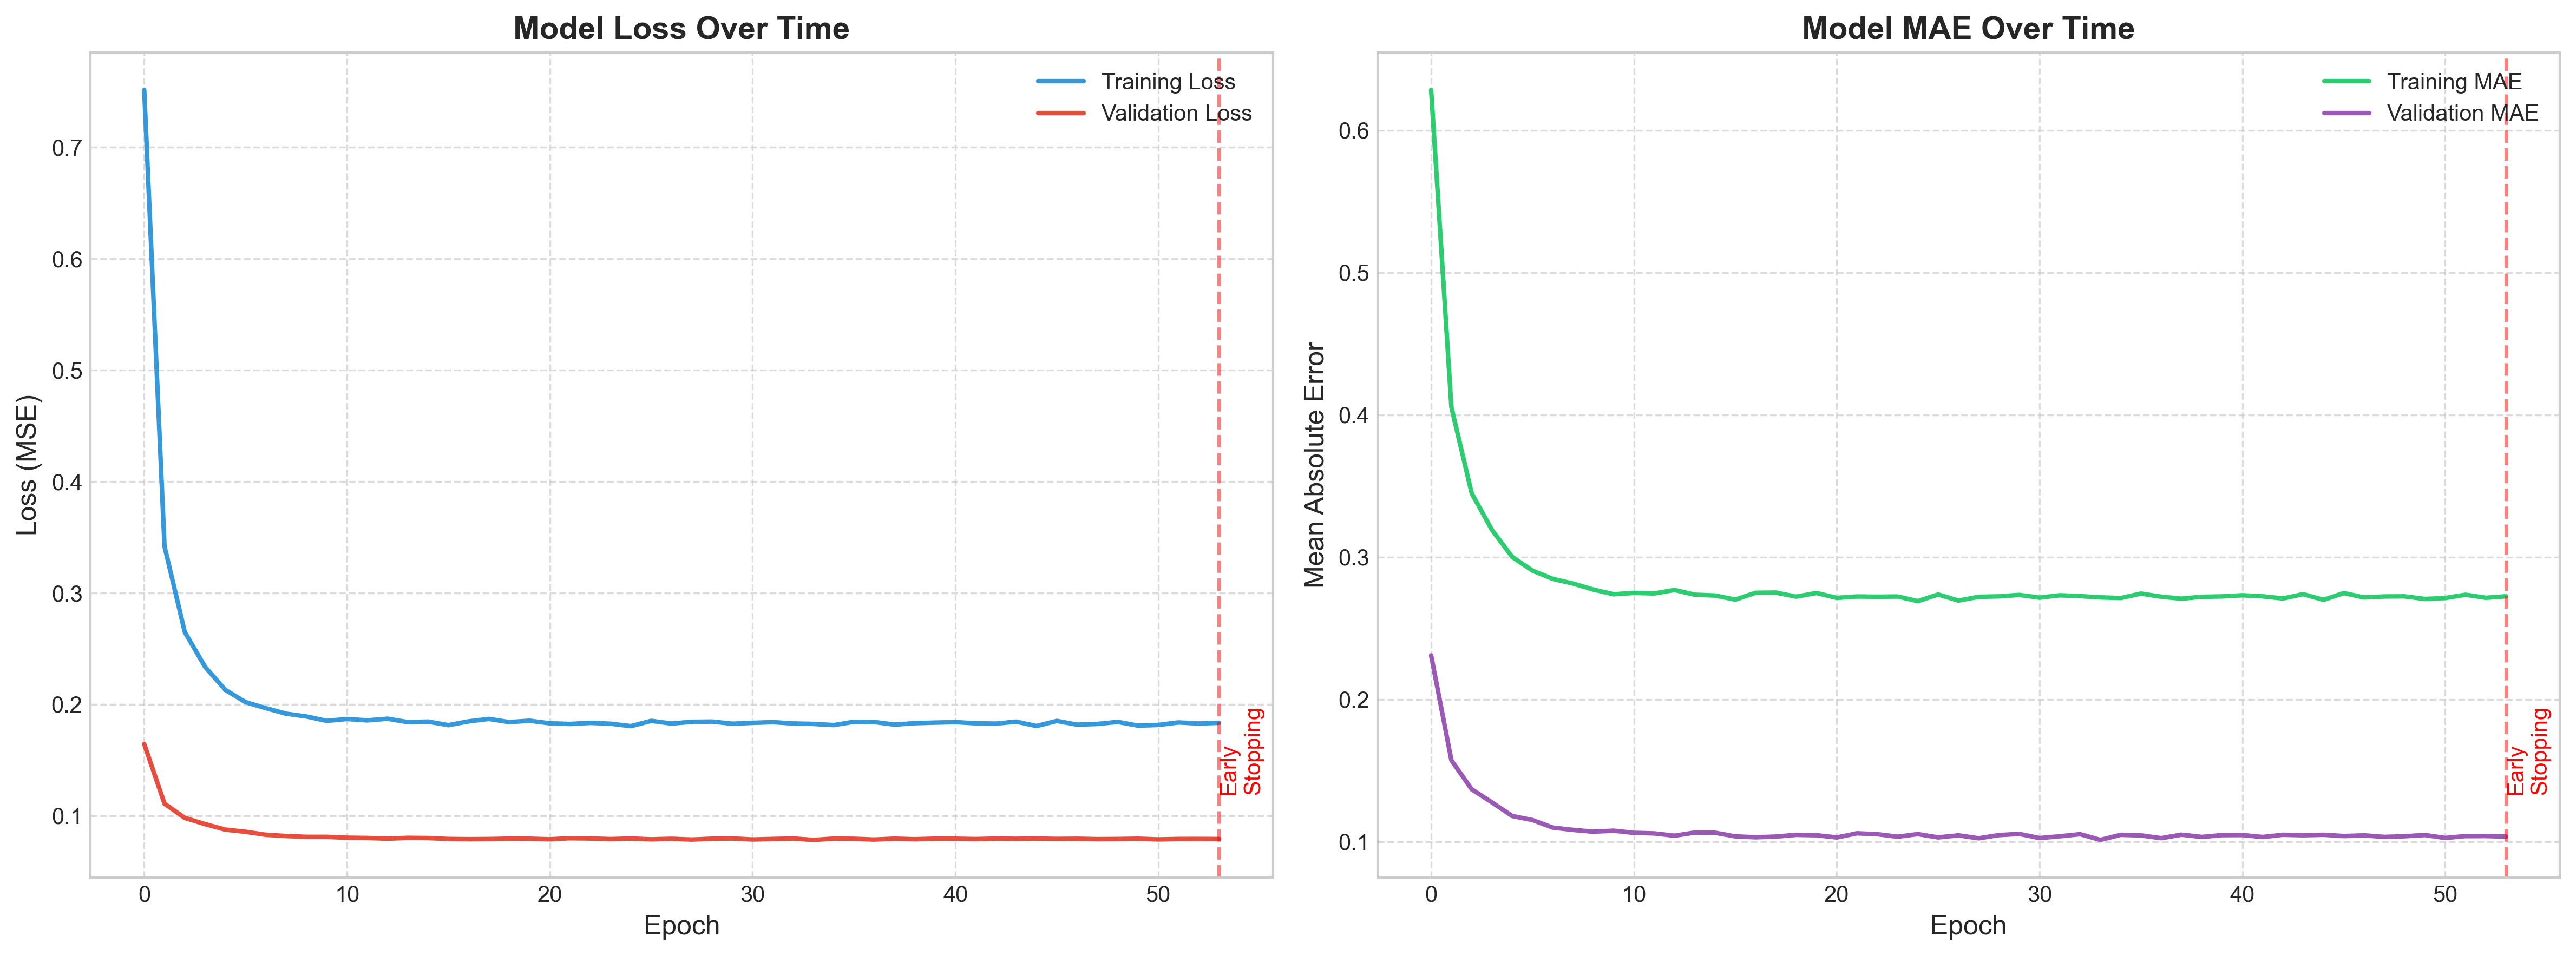 Model Loss Over Time
Training Loss
Validation Loss
0.7
0.6
0.5
0.4
0.3
0.2
0.1
Loss (MSE)
Early
Stopping
0
10
20
30
40
50
Epoch
Model MAE Over Time
Training MAE
Validation MAE
0.6
0.5
0.4
0.3
0.2
0.1
Mean Absolute Error
Early
Stopping
0
10
20
30
40
50
Epoch